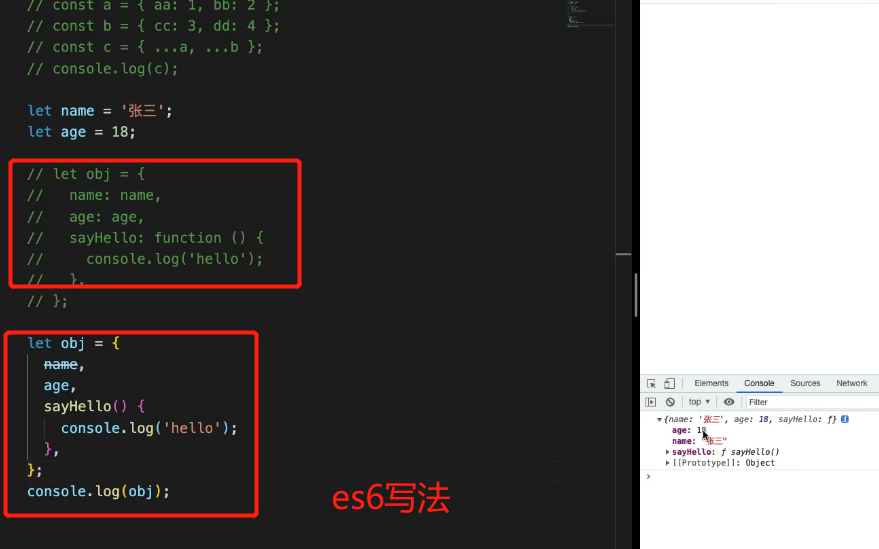 // const a = { aa: 1, bb: 2 };
// const b = { cc: 3, dd: 4 };
// const c = { ...a, ...b };
// console.log(c);
let name = '张三';
let age = 18;
// let obj = {
//   name: name,
//   age: age,
//   sayHello: function () {
//     console.log('hello');
//   },
// };
let obj = {
  name,
  age,
  sayHello() {
    console.log('hello');
  },
};
console.log(obj);
es6写法
Elements Console Sources Network
top ▼ Filter
▼{name: '张三', age: 18, sayHello: ƒ} i
age: 18
name: "张三"
▶ sayHello: ƒ sayHello()
▶ [[Prototype]]: Object